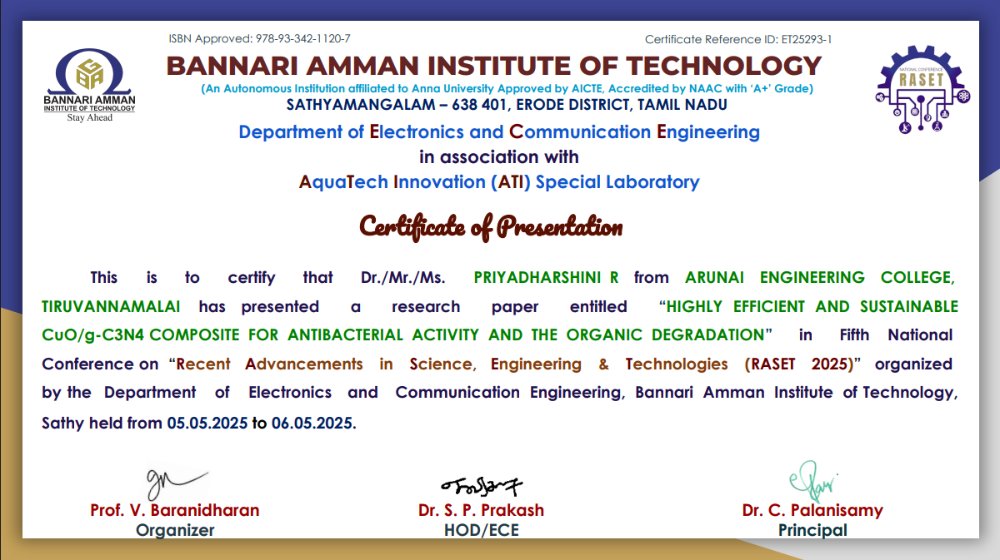 ISBN Approved: 978-93-342-1120-7
Certificate Reference ID: ET25293-1
BANNARI AMMAN INSTITUTE OF TECHNOLOGY
(An Autonomous Institution affiliated to Anna University Approved by AICTE, Accredited by NAAC with ‘A+’ Grade)
SATHYAMANGALAM – 638 401, ERODE DISTRICT, TAMIL NADU
BANNARI AMMAN
INSTITUTE OF TECHNOLOGY
Stay Ahead
NATIONAL CONFERENCE
RASET
Department of Electronics and Communication Engineering
in association with
AquaTech Innovation (ATI) Special Laboratory
Certificate of Presentation
This is to certify that Dr./Mr./Ms. PRIYADHARSHINI R from ARUNAI ENGINEERING COLLEGE,
TIRUVANNAMALAI has presented a research paper entitled “HIGHLY EFFICIENT AND SUSTAINABLE
CuO/g-C3N4 COMPOSITE FOR ANTIBACTERIAL ACTIVITY AND THE ORGANIC DEGRADATION” in Fifth National
Conference on “Recent Advancements in Science, Engineering & Technologies (RASET 2025)” organized
by the Department of Electronics and Communication Engineering, Bannari Amman Institute of Technology,
Sathy held from 05.05.2025 to 06.05.2025.
Prof. V. Baranidharan
Organizer
Dr. S. P. Prakash
HOD/ECE
Dr. C. Palanisamy
Principal